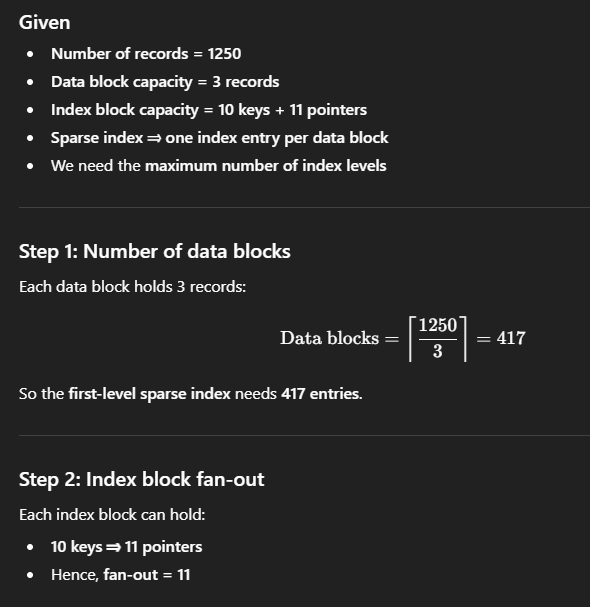 Given
• Number of records = 1250
• Data block capacity = 3 records
• Index block capacity = 10 keys + 11 pointers
• Sparse index ⇒ one index entry per data block
• We need the maximum number of index levels
Step 1: Number of data blocks
Each data block holds 3 records:
Data blocks = ⌈1250/3⌉ = 417
So the first-level sparse index needs 417 entries.
Step 2: Index block fan-out
Each index block can hold:
• 10 keys ⇒ 11 pointers
• Hence, fan-out = 11